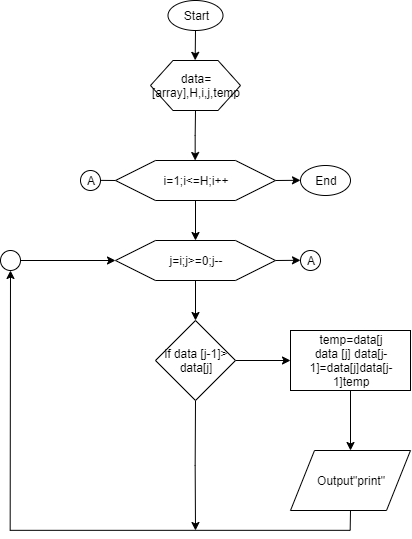 Start
data=
[array],H,i,j,temp
A
i=1;i<=H;i++
End
j=i;j>=0;j--
A
if data [j-1]>
data[j]
temp=data[j
data [j] data[j-
1]=data[j]data[j-
1]temp
Output"print"